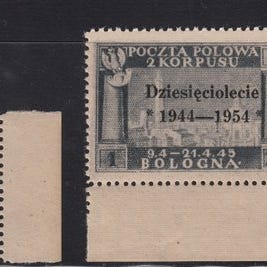 POCZTA POLOWA
2 KORPUSU
Dziesięciolecie
* 1944—1954 *
1
9.4—21.4.45
BOLOGNA